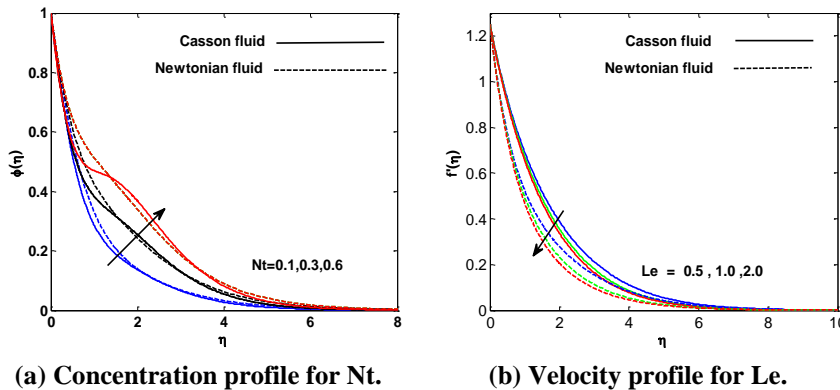 1
0.8
0.6
0.4
0.2
0
0 2 4 6 8
ϕ(η)
η
Casson fluid
Newtonian fluid
Nt=0.1,0.3,0.6
(a) Concentration profile for Nt.
1.2
1
0.8
0.6
0.4
0.2
0
0 2 4 6 8 10
f'(η)
η
Casson fluid
Newtonian fluid
Le = 0.5 , 1.0 ,2.0
(b) Velocity profile for Le.